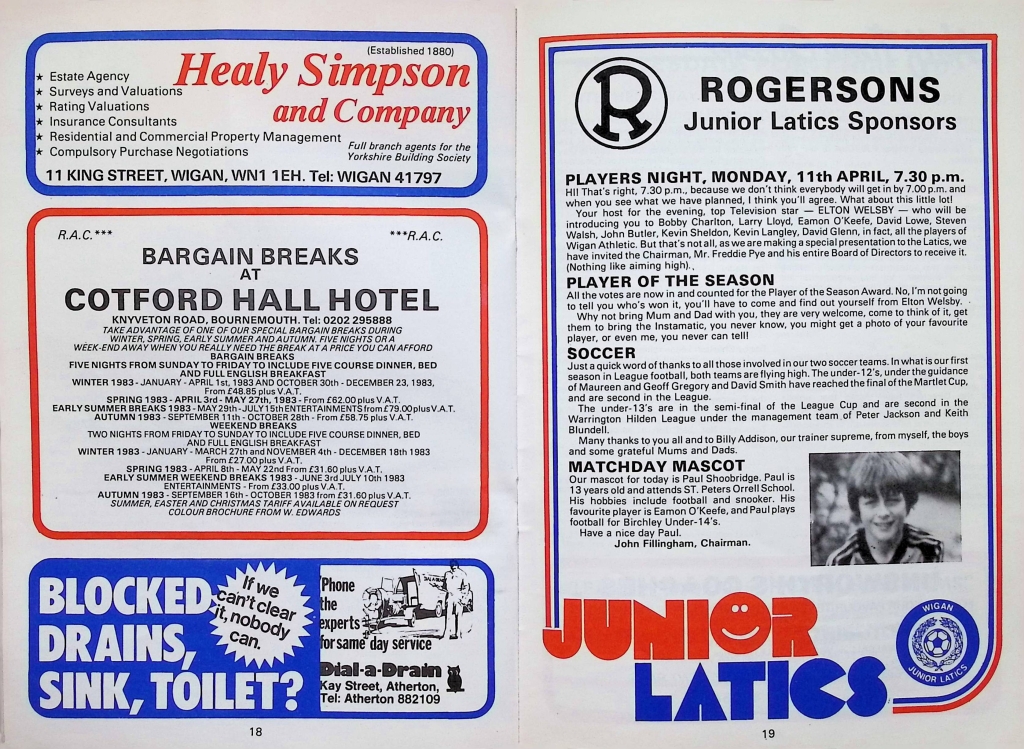 (Established 1880)
Healy Simpson
and Company
★ Estate Agency
★ Surveys and Valuations
★ Rating Valuations
★ Insurance Consultants
★ Residential and Commercial Property Management
★ Compulsory Purchase Negotiations
Full branch agents for the
Yorkshire Building Society
11 KING STREET, WIGAN, WN1 1EH. Tel: WIGAN 41797
R.A.C.*** ***R.A.C.
BARGAIN BREAKS
AT
COTFORD HALL HOTEL
KNYVETON ROAD, BOURNEMOUTH. Tel: 0202 295888
TAKE ADVANTAGE OF ONE OF OUR SPECIAL BARGAIN BREAKS DURING
WINTER, SPRING, EARLY SUMMER AND AUTUMN. FIVE NIGHTS OR A
WEEK-END AWAY WHEN YOU REALLY NEED THE BREAK AT A PRICE YOU CAN AFFORD
BARGAIN BREAKS
FIVE NIGHTS FROM SUNDAY TO FRIDAY TO INCLUDE FIVE COURSE DINNER, BED
AND FULL ENGLISH BREAKFAST
WINTER 1983 - JANUARY - APRIL 1st, 1983 AND OCTOBER 30th - DECEMBER 23, 1983,
From £48.85 plus V.A.T.
SPRING 1983 - APRIL 3rd - MAY 27th, 1983 - From £62.00 plus V.A.T.
EARLY SUMMER BREAKS 1983 - MAY 29th - JULY 15th ENTERTAINMENTS from £79.00 plus V.A.T.
AUTUMN 1983 - SEPTEMBER 11th - OCTOBER 28th - From £58.75 plus V.A.T.
WEEKEND BREAKS
TWO NIGHTS FROM FRIDAY TO SUNDAY TO INCLUDE FIVE COURSE DINNER, BED
AND FULL ENGLISH BREAKFAST
WINTER 1983 - JANUARY - MARCH 27th and NOVEMBER 4th - DECEMBER 18th 1983
From £27.00 plus V.A.T.
SPRING 1983 - APRIL 8th - MAY 22nd From £31.60 plus V.A.T.
EARLY SUMMER WEEKEND BREAKS 1983 - JUNE 3rd JULY 10th 1983
ENTERTAINMENTS - From £33.00 plus V.A.T.
AUTUMN 1983 - SEPTEMBER 16th - OCTOBER 1983 from £31.60 plus V.A.T.
SUMMER, EASTER AND CHRISTMAS TARIFF AVAILABLE ON REQUEST
COLOUR BROCHURE FROM W. EDWARDS
BLOCKED
DRAINS,
SINK, TOILET?
If we
can't clear
it, nobody
can.
Phone
the
experts
for same day service
Dial-a-Drain
Kay Street, Atherton,
Tel: Atherton 882109
18
R
ROGERSONS
Junior Latics Sponsors
PLAYERS NIGHT, MONDAY, 11th APRIL, 7.30 p.m.
HI! That's right, 7.30 p.m., because we don't think everybody will get in by 7.00 p.m. and
when you see what we have planned, I think you'll agree. What about this little lot!
Your host for the evening, top Television star — ELTON WELSBY — who will be
introducing you to Bobby Charlton, Larry Lloyd, Eamon O'Keefe, David Lowe, Steven
Walsh, John Butler, Kevin Sheldon, Kevin Langley, David Glenn, in fact, all the players of
Wigan Athletic. But that's not all, as we are making a special presentation to the Latics, we
have invited the Chairman, Mr. Freddie Pye and his entire Board of Directors to receive it.
(Nothing like aiming high).
PLAYER OF THE SEASON
All the votes are now in and counted for the Player of the Season Award. No, I'm not going
to tell you who's won it, you'll have to come and find out yourself from Elton Welsby.
Why not bring Mum and Dad with you, they are very welcome, come to think of it, get
them to bring the Instamatic, you never know, you might get a photo of your favourite
player, or even me, you never can tell!
SOCCER
Just a quick word of thanks to all those involved in our two soccer teams. In what is our first
season in League football, both teams are flying high. The under-12's, under the guidance
of Maureen and Geoff Gregory and David Smith have reached the final of the Martlet Cup,
and are second in the League.
The under-13's are in the semi-final of the League Cup and are second in the
Warrington Hilden League under the management team of Peter Jackson and Keith
Blundell.
Many thanks to you all and to Billy Addison, our trainer supreme, from myself, the boys
and some grateful Mums and Dads.
MATCHDAY MASCOT
Our mascot for today is Paul Shoobridge. Paul is
13 years old and attends ST. Peters Orrell School.
His hobbies include football and snooker. His
favourite player is Eamon O'Keefe, and Paul plays
football for Birchley Under-14's.
Have a nice day Paul.
John Fillingham, Chairman.
JUNIOR
LATICS
WIGAN
JUNIOR LATICS
19